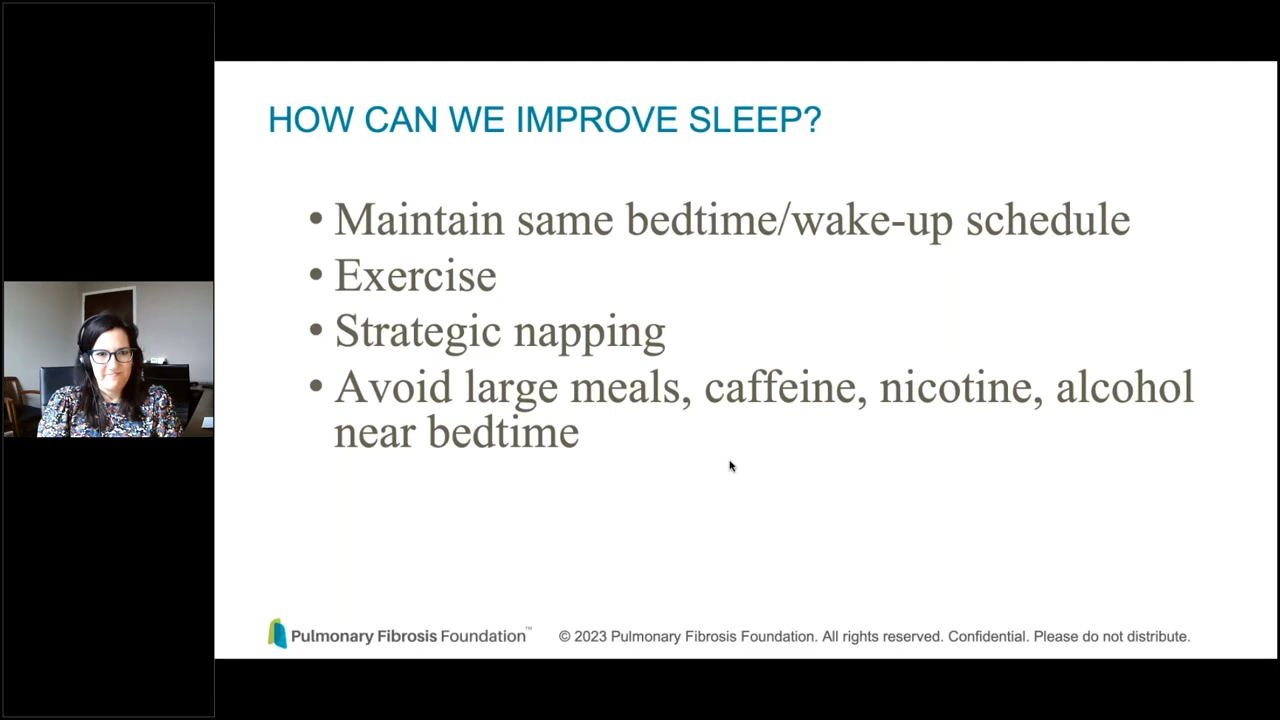 HOW CAN WE IMPROVE SLEEP?
• Maintain same bedtime/wake-up schedule
• Exercise
• Strategic napping
• Avoid large meals, caffeine, nicotine, alcohol
near bedtime
Pulmonary Fibrosis Foundation™
© 2023 Pulmonary Fibrosis Foundation. All rights reserved. Confidential. Please do not distribute.